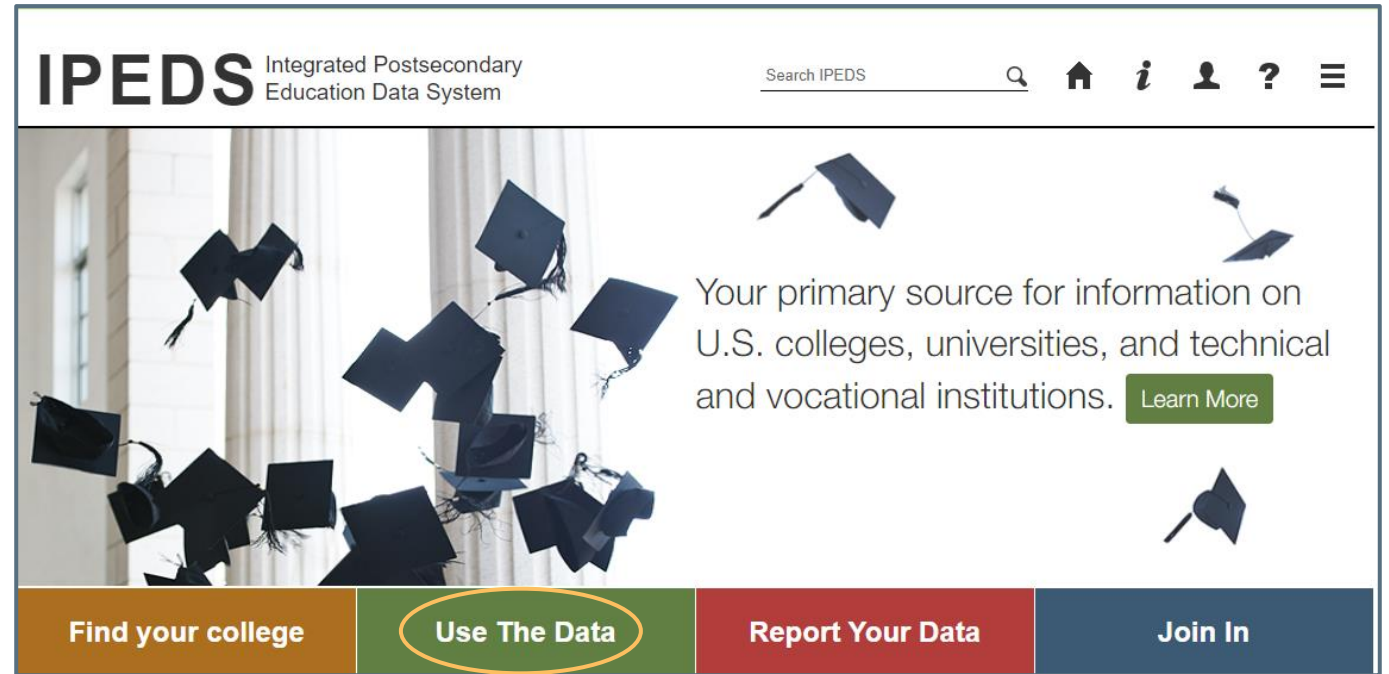 IPEDS
Integrated Postsecondary
Education Data System
Search IPEDS
Your primary source for information on
U.S. colleges, universities, and technical
and vocational institutions.
Learn More
Find your college
Use The Data
Report Your Data
Join In